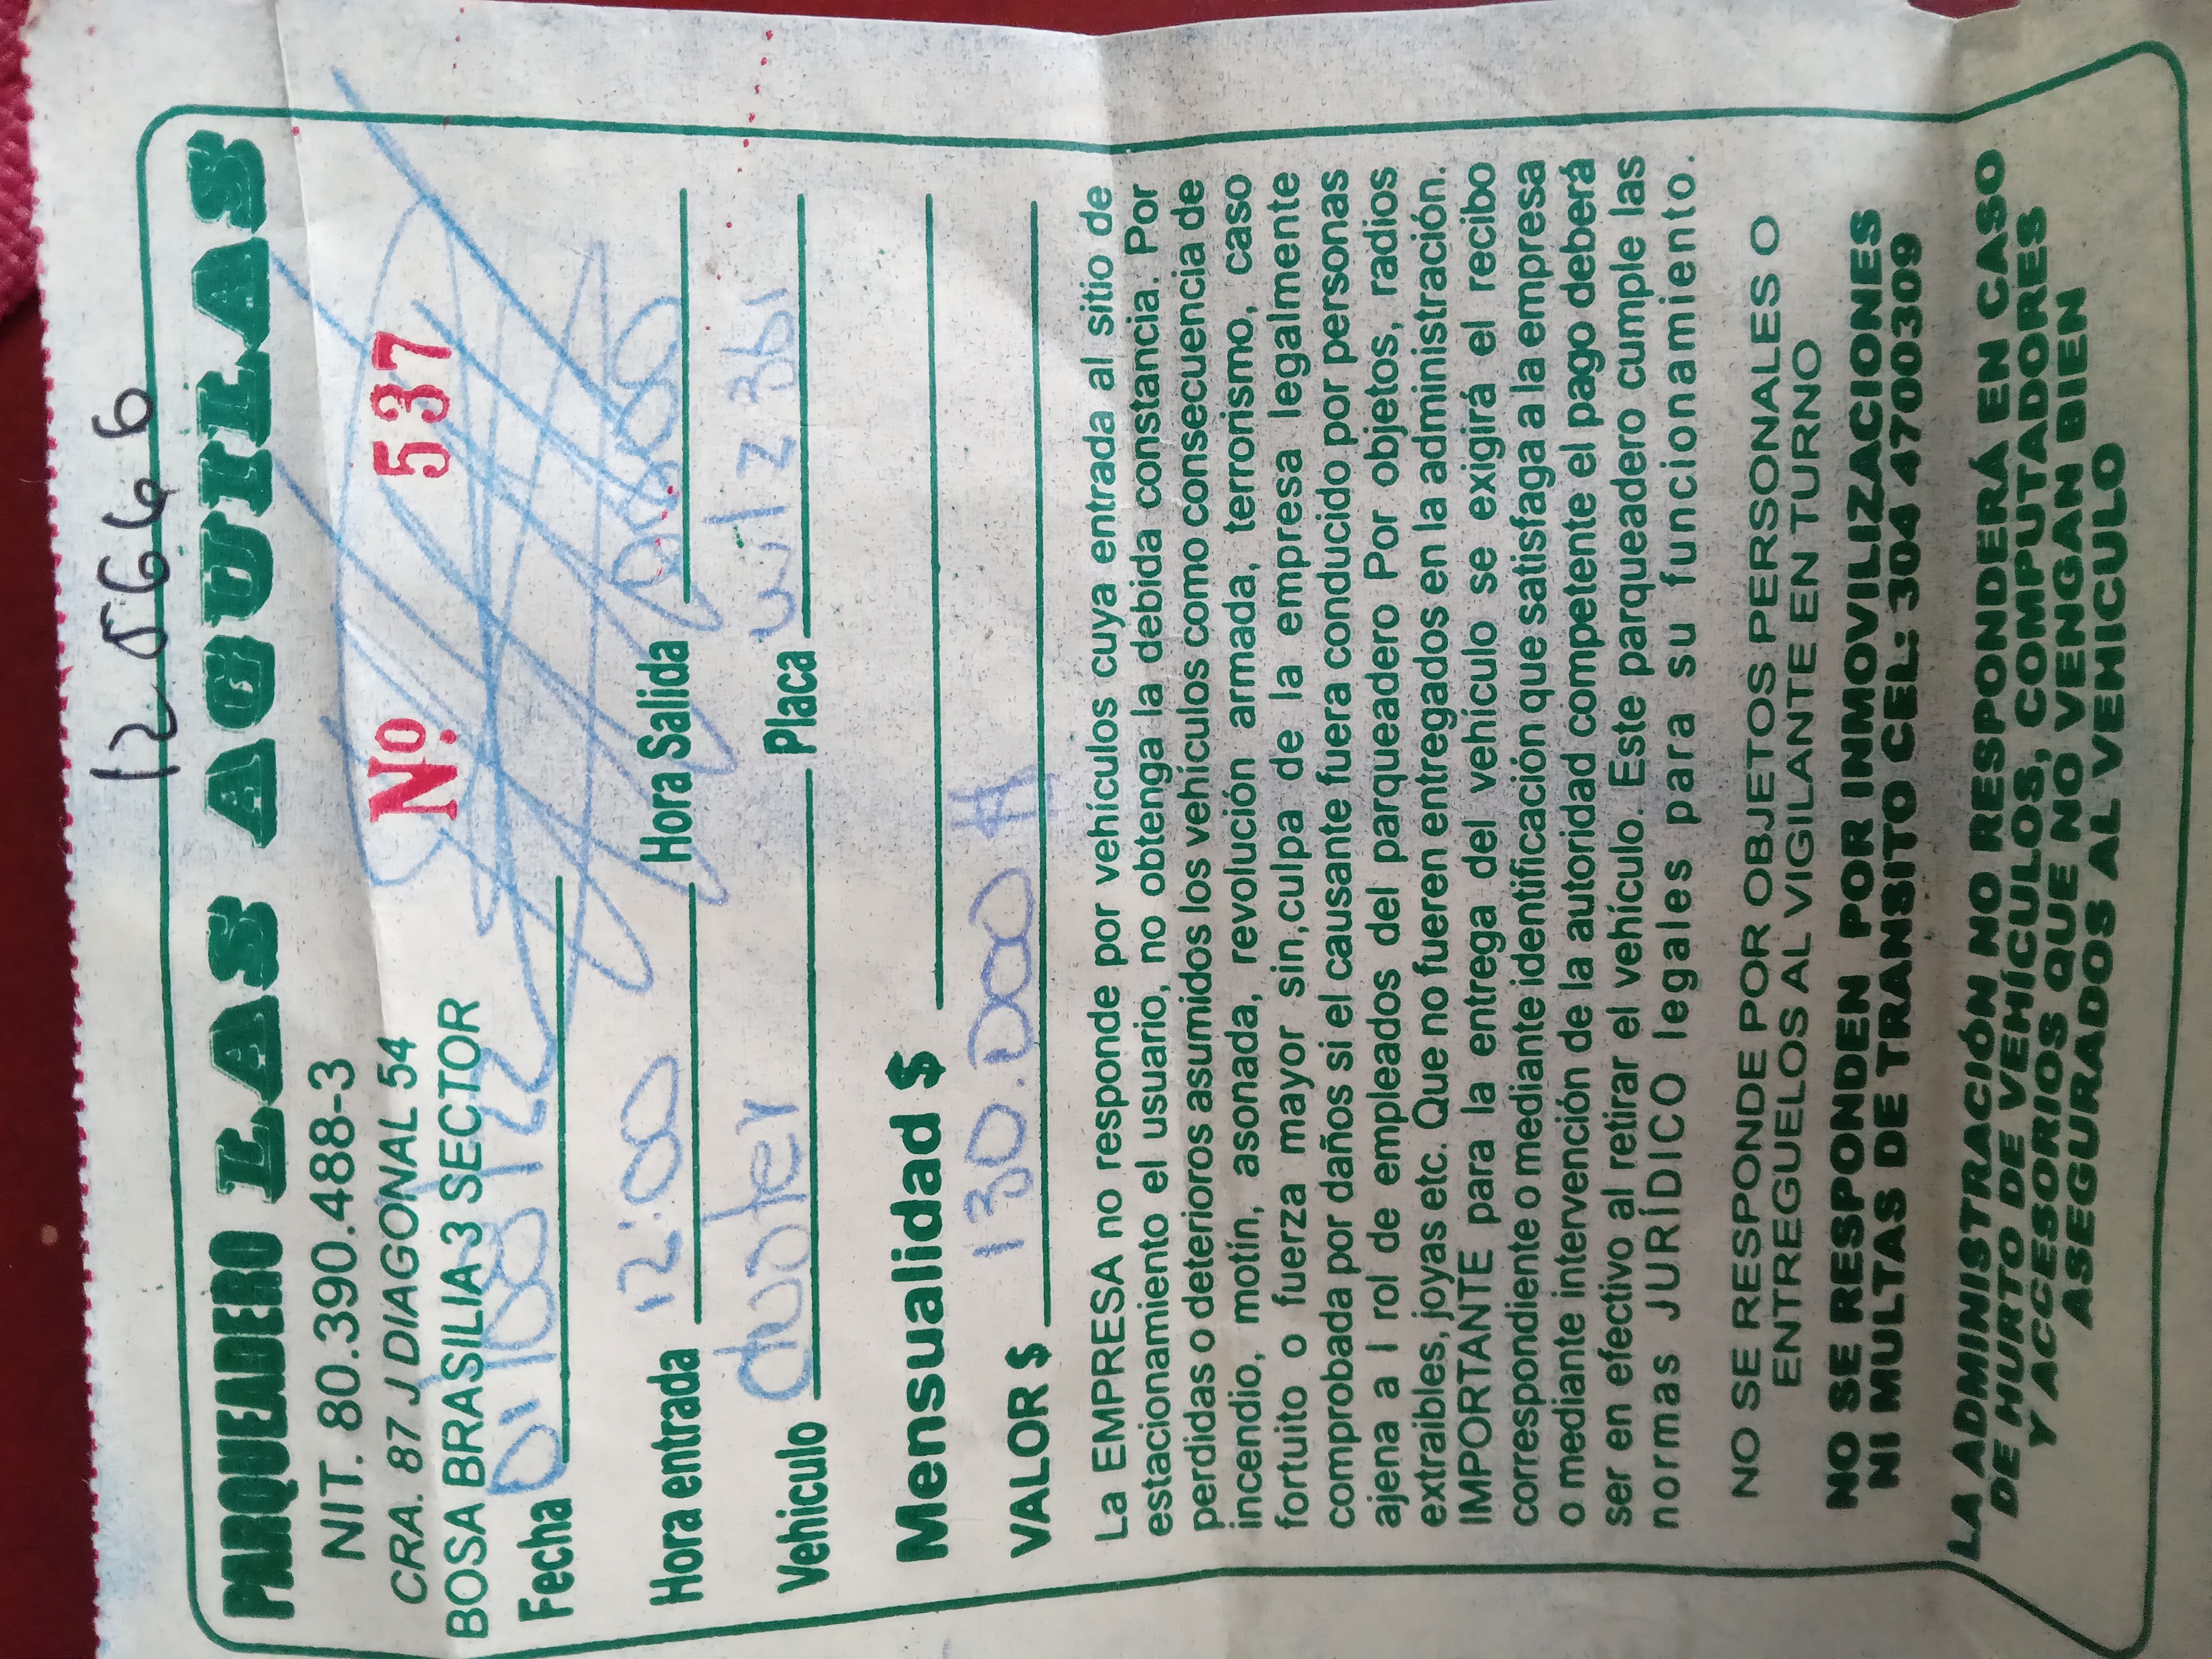 PARQUEADERO LAS AGUILAS
NIT. 80.390.488-3
CRA. 87 J DIAGONAL 54
BOSA BRASILIA 3 SECTOR
Nº 537
Fecha 01
Hora entrada 12:00 Hora Salida
Vehiculo duster Placa
Mensualidad $
VALOR $ 130.000 #
La EMPRESA no responde por vehículos cuya entrada al sitio de
estacionamiento el usuario, no obtenga la debida constancia. Por
perdidas o deterioros asumidos los vehículos como consecuencia de
incendio, motín, asonada, revolución armada, terrorismo, caso
fortuito o fuerza mayor sin,culpa de la empresa legalmente
comprobada por daños si el causante fuera conducido por personas
ajena a l rol de empleados del parqueadero Por objetos, radios
extraibles, joyas etc. Que no fueren entregados en la administración.
IMPORTANTE para la entrega del vehículo se exigirá el recibo
correspondiente o mediante identificación que satisfaga a la empresa
o mediante intervención de la autoridad competente el pago deberá
ser en efectivo al retirar el vehículo. Este parqueadero cumple las
normas JURÍDICO legales para su funcionamiento.
NO SE RESPONDE POR OBJETOS PERSONALES O
ENTREGUELOS AL VIGILANTE EN TURNO
NO SE RESPONDEN POR INMOVILIZACIONES
NI MULTAS DE TRANSITO CEL: 304 4700309
LA ADMINISTRACIÓN NO RESPONDERÁ EN CASO
DE HURTO DE VEHÍCULOS, COMPUTADORES
Y ACCESORIOS QUE NO VENGAN BIEN
ASEGURADOS AL VEHICULO